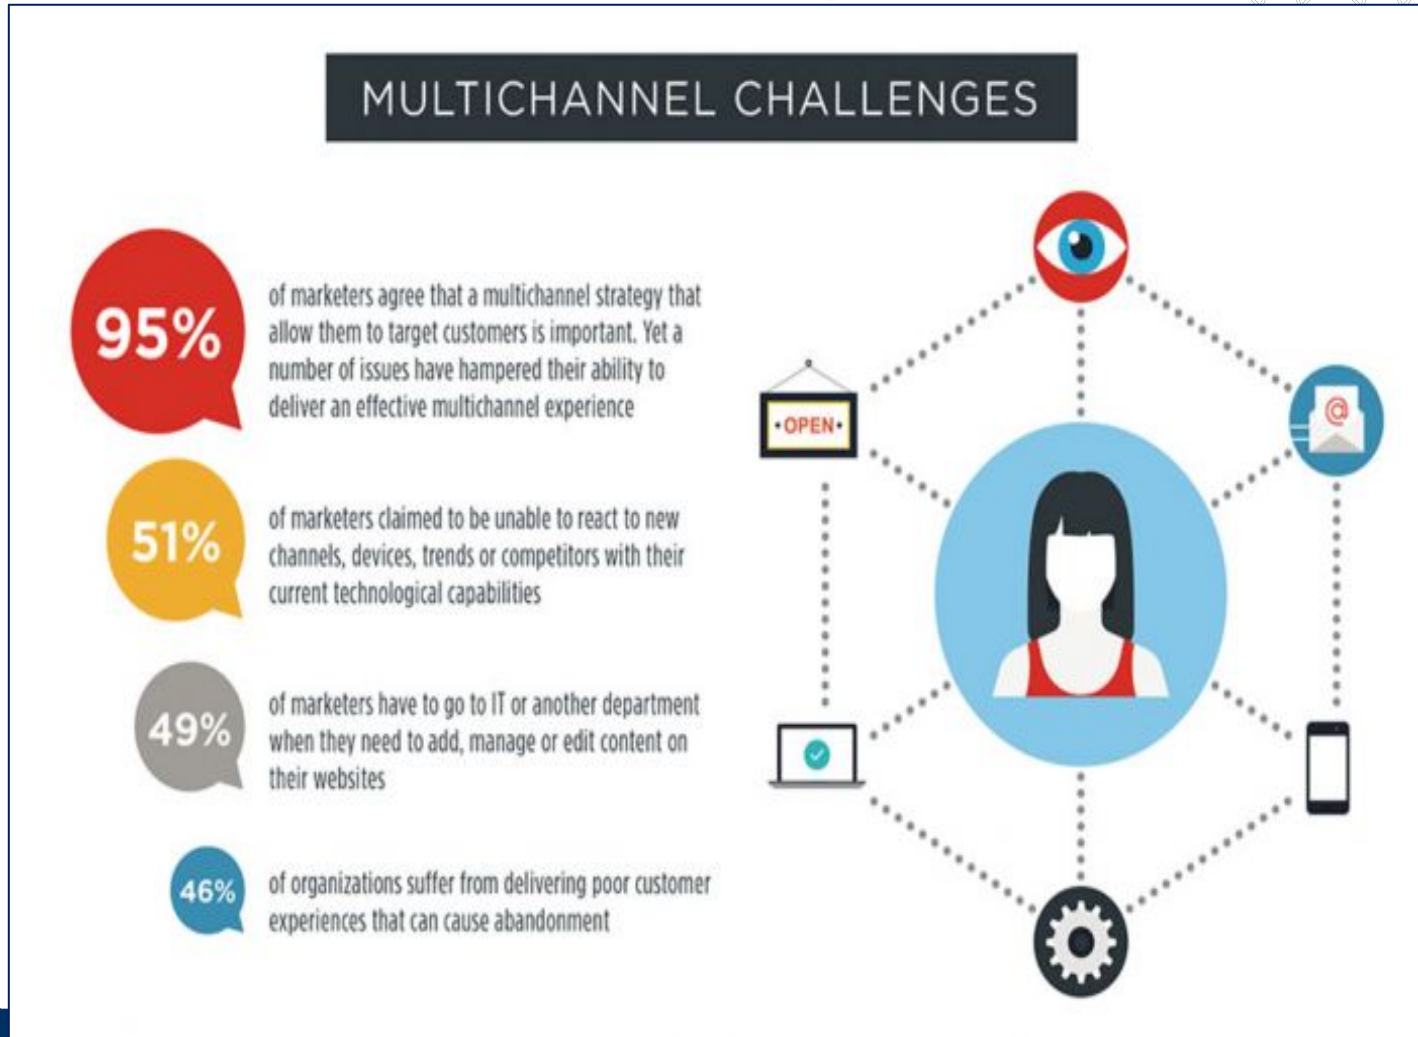 MULTICHANNEL CHALLENGES
95%
of marketers agree that a multichannel strategy that
allow them to target customers is important. Yet a
number of issues have hampered their ability to
deliver an effective multichannel experience
51%
of marketers claimed to be unable to react to new
channels, devices, trends or competitors with their
current technological capabilities
49%
of marketers have to go to IT or another department
when they need to add, manage or edit content on
their websites
46%
of organizations suffer from delivering poor customer
experiences that can cause abandonment
@
•OPEN•